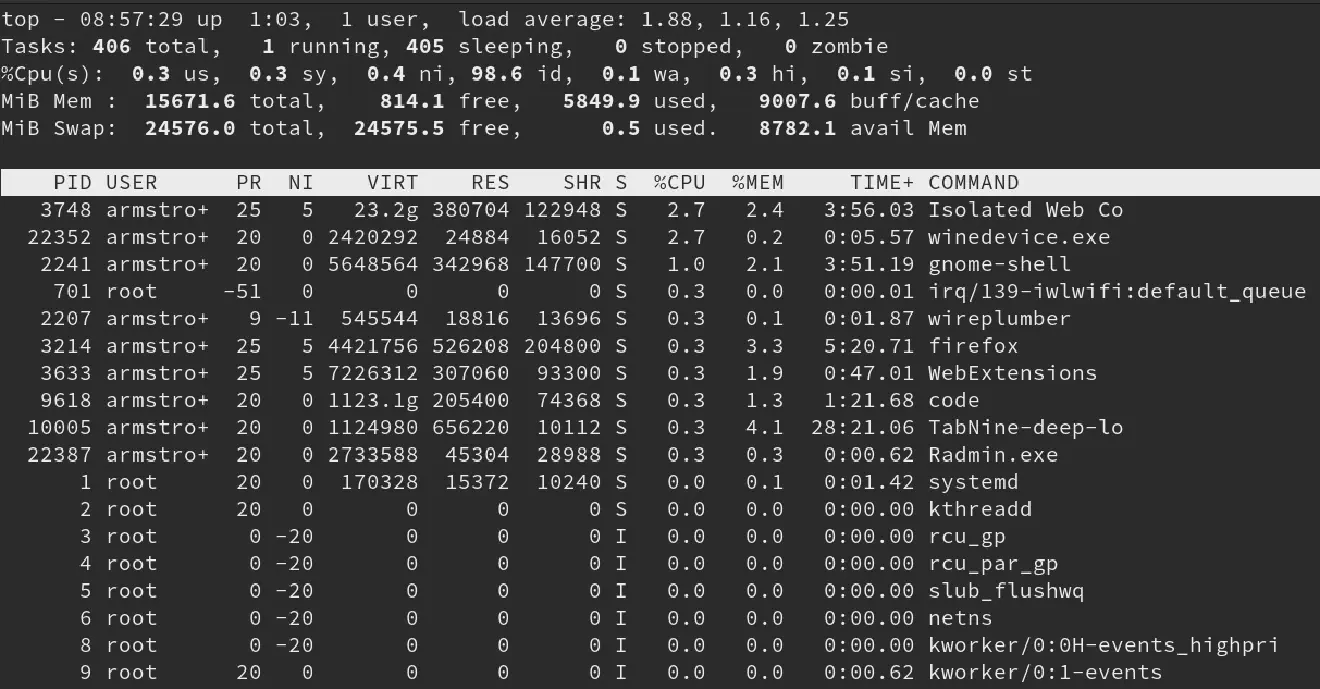 top - 08:57:29 up  1:03,  1 user,  load average: 1.88, 1.16, 1.25
Tasks: 406 total,   1 running, 405 sleeping,   0 stopped,   0 zombie
%Cpu(s):  0.3 us,  0.3 sy,  0.4 ni, 98.6 id,  0.1 wa,  0.3 hi,  0.1 si,  0.0 st
MiB Mem :  15671.6 total,    814.1 free,   5849.9 used,   9007.6 buff/cache
MiB Swap:  24576.0 total,  24575.5 free,      0.5 used.   8782.1 avail Mem
PID USER      PR  NI    VIRT    RES    SHR S  %CPU  %MEM     TIME+ COMMAND
3748 armstro+  25   5   23.2g 380704 122948 S   2.7   2.4   3:56.03 Isolated Web Co
22352 armstro+  20   0 2420292  24884  16052 S   2.7   0.2   0:05.57 winedevice.exe
2241 armstro+  20   0 5648564 342968 147700 S   1.0   2.1   3:51.19 gnome-shell
701 root     -51   0       0      0      0 S   0.3   0.0   0:00.01 irq/139-iwlwifi:default_queue
2207 armstro+   9 -11  545544  18816  13696 S   0.3   0.1   0:01.87 wireplumber
3214 armstro+  25   5 4421756 526208 204800 S   0.3   3.3   5:20.71 firefox
3633 armstro+  25   5 7226312 307060  93300 S   0.3   1.9   0:47.01 WebExtensions
9618 armstro+  20   0 1123.1g 205400  74368 S   0.3   1.3   1:21.68 code
10005 armstro+  20   0 1124980 656220  10112 S   0.3   4.1  28:21.06 TabNine-deep-lo
22387 armstro+  20   0 2733588  45304  28988 S   0.3   0.3   0:00.62 Radmin.exe
1 root      20   0  170328  15372  10240 S   0.0   0.1   0:01.42 systemd
2 root      20   0       0      0      0 S   0.0   0.0   0:00.00 kthreadd
3 root       0 -20       0      0      0 I   0.0   0.0   0:00.00 rcu_gp
4 root       0 -20       0      0      0 I   0.0   0.0   0:00.00 rcu_par_gp
5 root       0 -20       0      0      0 I   0.0   0.0   0:00.00 slub_flushwq
6 root       0 -20       0      0      0 I   0.0   0.0   0:00.00 netns
8 root       0 -20       0      0      0 I   0.0   0.0   0:00.00 kworker/0:0H-events_highpri
9 root      20   0       0      0      0 I   0.0   0.0   0:00.62 kworker/0:1-events